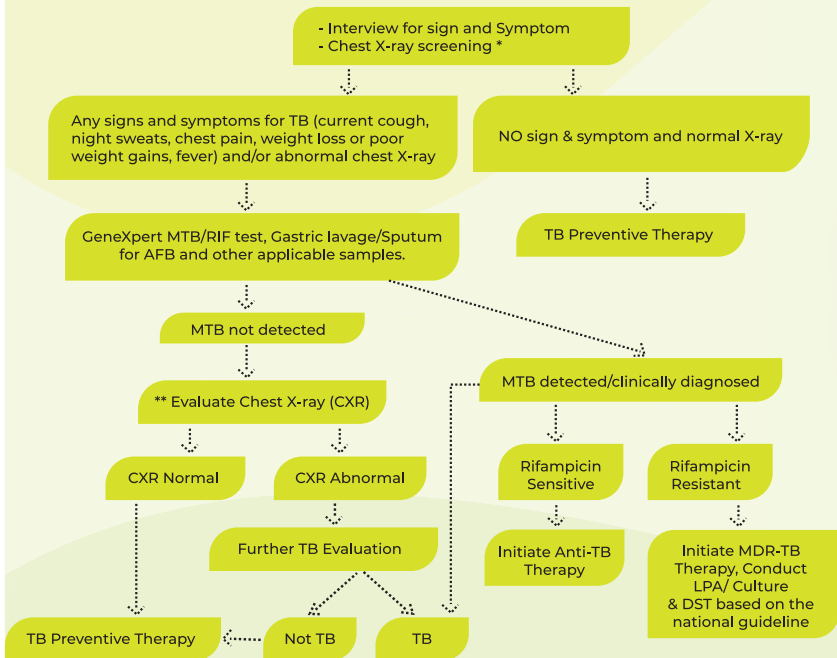 - Interview for sign and Symptom
- Chest X-ray screening *
Any signs and symptoms for TB (current cough,
night sweats, chest pain, weight loss or poor
weight gains, fever) and/or abnormal chest X-ray
NO sign & symptom and normal X-ray
GeneXpert MTB/RIF test, Gastric lavage/Sputum
for AFB and other applicable samples.
TB Preventive Therapy
MTB not detected
MTB detected/clinically diagnosed
** Evaluate Chest X-ray (CXR)
CXR Normal
CXR Abnormal
Rifampicin
Sensitive
Rifampicin
Resistant
Further TB Evaluation
Initiate Anti-TB
Therapy
Initiate MDR-TB
Therapy, Conduct
LPA/ Culture
& DST based on the
national guideline
TB Preventive Therapy
Not TB
TB